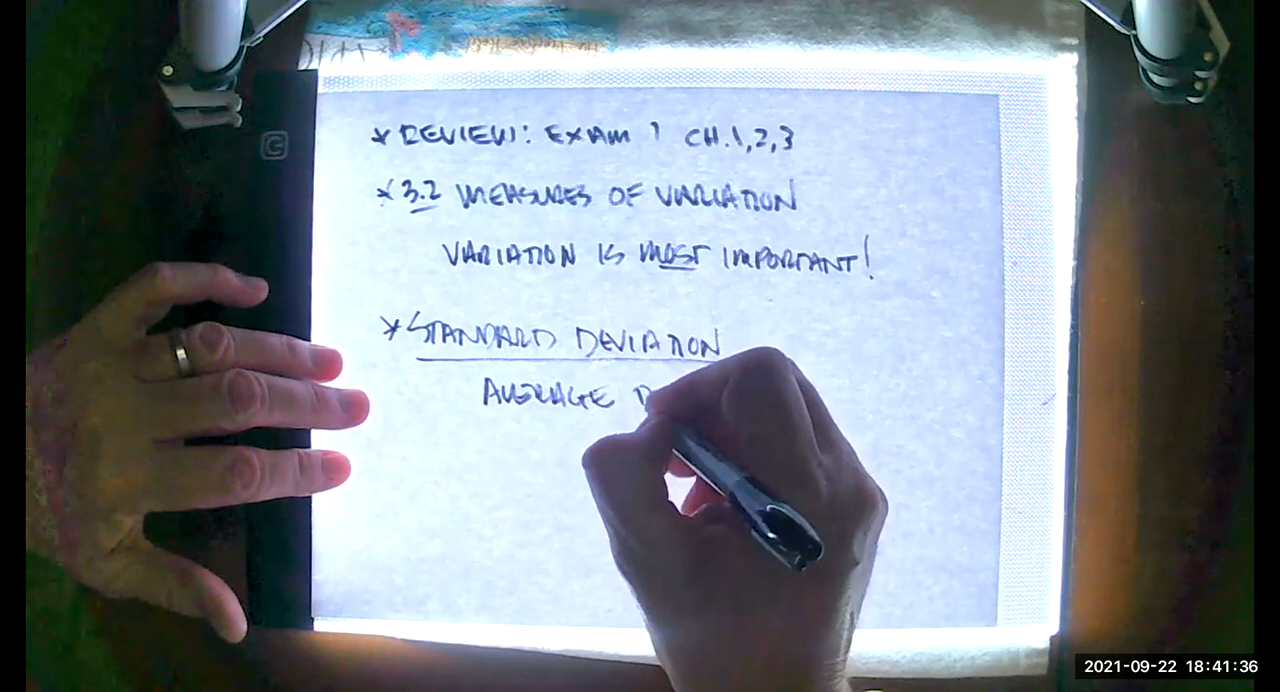 * REVIEW: EXAM 1 CH.1,2,3
* 3.2 MEASURES OF VARIATION
VARIATION IS MOST IMPORTANT!
* STANDARD DEVIATION
AVERAGE D
2021-09-22 18:41:36